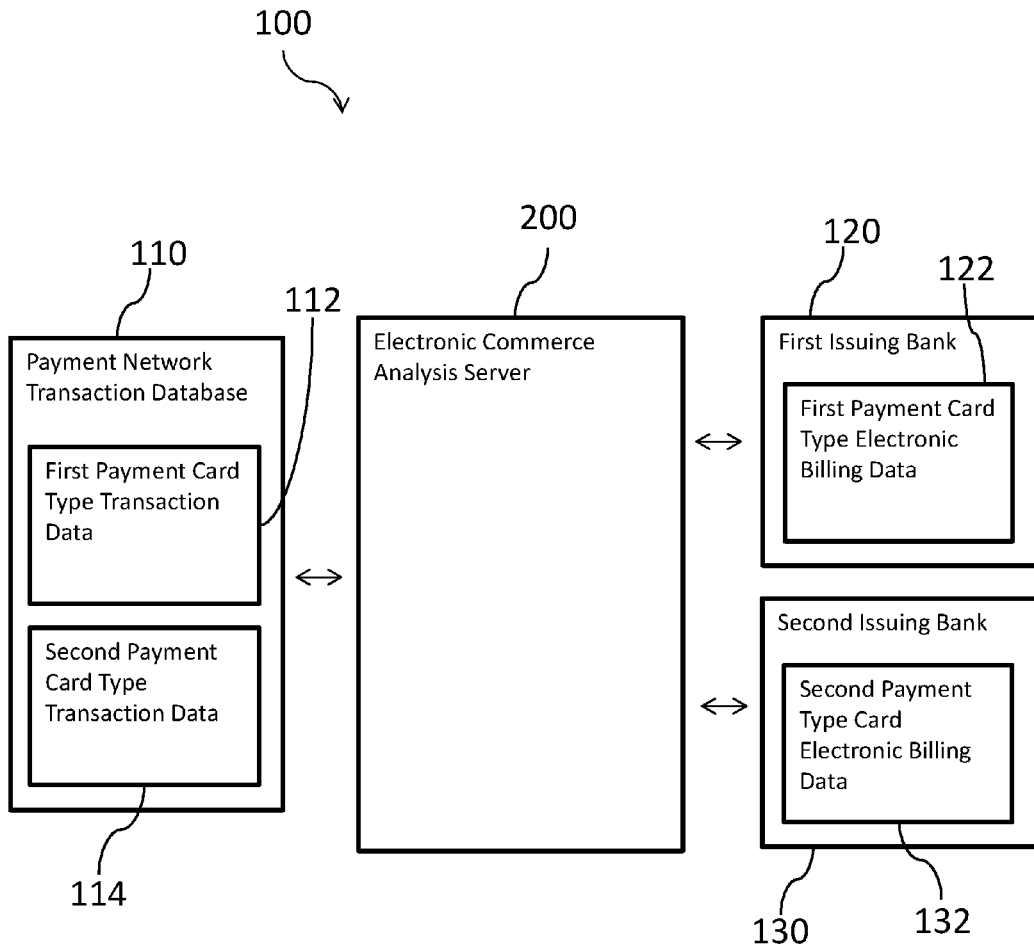 100
110
112
200
120
122
Payment Network
Transaction Database
First Payment Card
Type Transaction
Data
Second Payment
Card Type
Transaction Data
114
Electronic Commerce
Analysis Server
First Issuing Bank
First Payment Card
Type Electronic
Billing Data
Second Issuing Bank
Second Payment
Type Card
Electronic Billing
Data
130
132